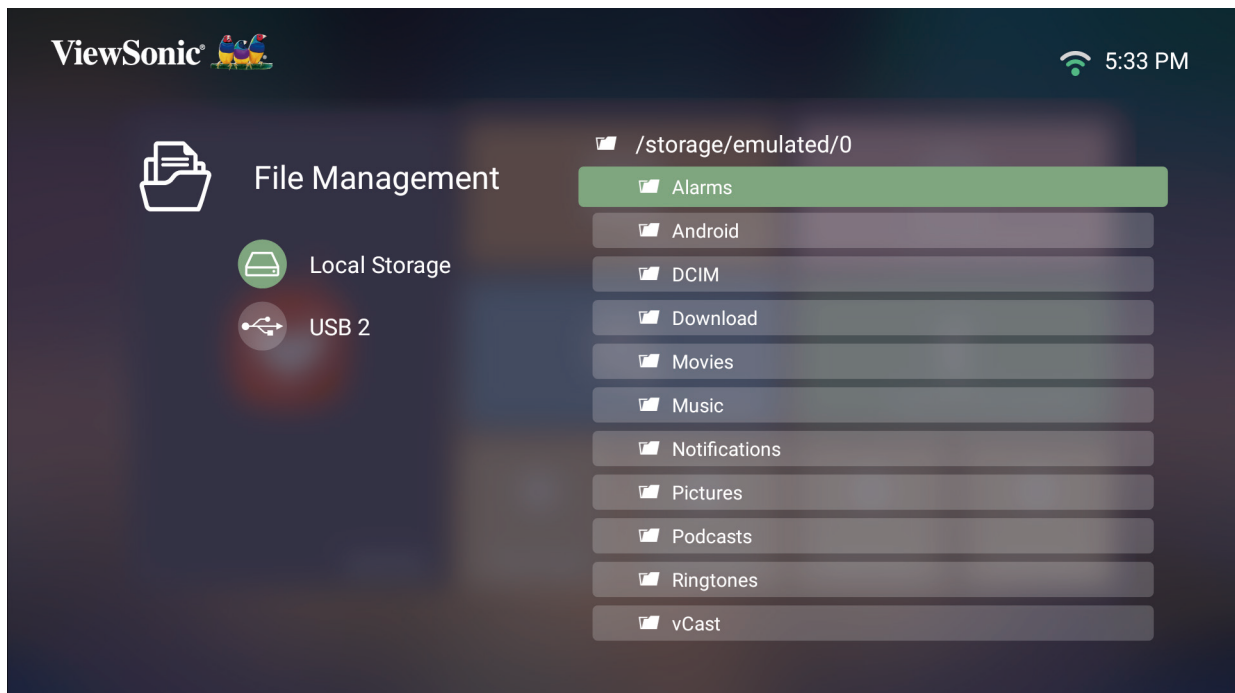 ViewSonic
5:33 PM
File Management
Local Storage
USB 2
/storage/emulated/0
Alarms
Android
DCIM
Download
Movies
Music
Notifications
Pictures
Podcasts
Ringtones
vCast